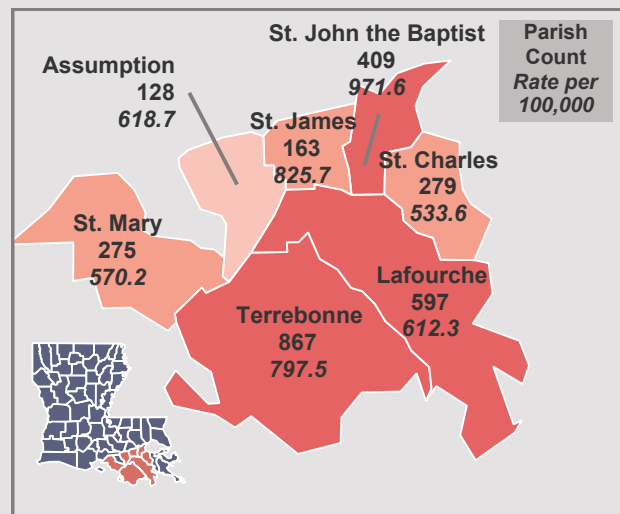 St. John the Baptist
409
971.6
Parish
Count
Rate per
100,000
Assumption
128
618.7
St. James
163
825.7
St. Charles
279
533.6
St. Mary
275
570.2
Lafourche
597
612.3
Terrebonne
867
797.5